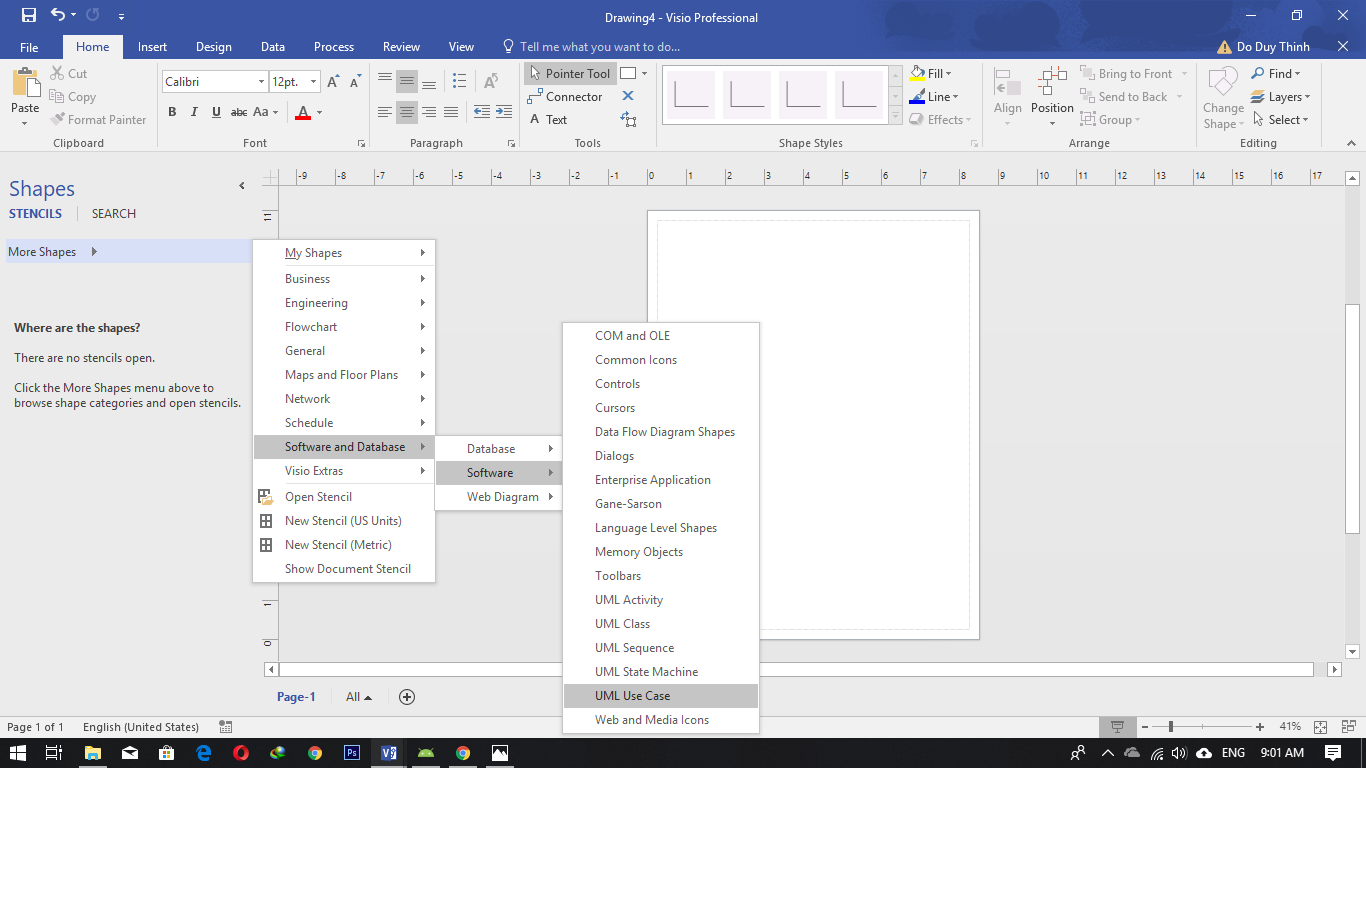 Drawing4 - Visio Professional
File Home Insert Design Data Process Review View Tell me what you want to do... Do Duy Thinh
Paste
Cut
Copy
Format Painter
Clipboard
Calibri 12pt. A A
B I U abc Aa A
Font
A
Paragraph
Pointer Tool
Connector
A Text
Tools
Shape Styles
Fill
Line
Effects
Align
Position
Bring to Front
Send to Back
Group
Arrange
Change
Shape
Find
Layers
Select
Editing
Shapes
STENCILS SEARCH
More Shapes
Where are the shapes?
There are no stencils open.
Click the More Shapes menu above to
browse shape categories and open stencils.
-9 -8 -7 -6 -5 -4 -3 -2 -1 0 1 2 3 4 5 6 7 8 9 10 11 12 13 14 15 16 17
11
1
0
My Shapes
Business
Engineering
Flowchart
General
Maps and Floor Plans
Network
Schedule
Software and Database
Visio Extras
Open Stencil
New Stencil (US Units)
New Stencil (Metric)
Show Document Stencil
Database
Software
Web Diagram
COM and OLE
Common Icons
Controls
Cursors
Data Flow Diagram Shapes
Dialogs
Enterprise Application
Gane-Sarson
Language Level Shapes
Memory Objects
Toolbars
UML Activity
UML Class
UML Sequence
UML State Machine
UML Use Case
Web and Media Icons
Page-1 All
Page 1 of 1 English (United States) 41%
Ps V ENG 9:01 AM